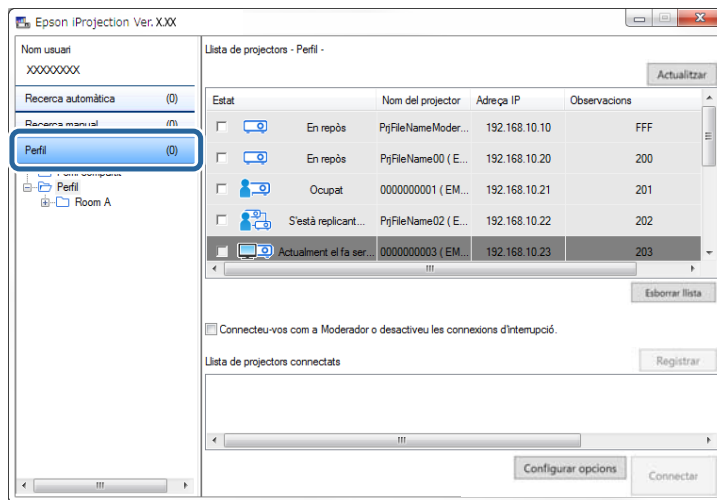 Epson iProjection Ver. X.XX
Nom usuari
XXXXXXXX
Recerca automàtica (0)
Recerca manual (0)
Perfil (0)
Perfil compartit
Perfil
Room A
Llista de projectors - Perfil -
Actualitzar
Estat Nom del projector Adreça IP Observacions
En repòs PrjFileNameModer... 192.168.10.10 FFF
En repòs PrjFileName00 ( E... 192.168.10.20 200
Ocupat 0000000001 ( EM... 192.168.10.21 201
S'està replicant... PrjFileName02 ( E... 192.168.10.22 202
Actualment el fa ser... 0000000003 ( EM... 192.168.10.23 203
Esborrar llista
Connecteu-vos com a Moderador o desactiveu les connexions d'interrupció.
Llista de projectors connectats
Registrar
Configurar opcions
Connectar